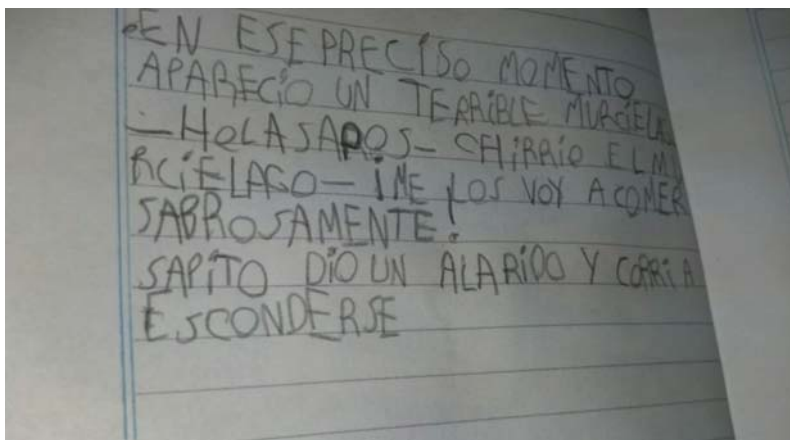 •EN ESE PRECISO MOMENTO
APARECIO UN TERRIBLE MURCIELA
—HOLA SAPOS— CHIRRIO EL MU
RCIELAGO— ¡ME LOS VOY A COMER
SABROSAMENTE!
SAPITO DIO UN ALARIDO Y CORRI A
ESCONDERSE